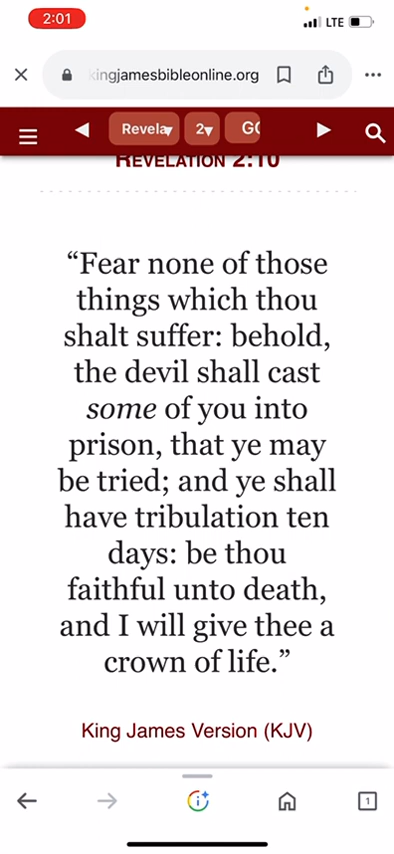 2:01
LTE
kingjamesbibleonline.org
Revela
2
GO
REVELATION 2:10
“Fear none of those
things which thou
shalt suffer: behold,
the devil shall cast
some of you into
prison, that ye may
be tried; and ye shall
have tribulation ten
days: be thou
faithful unto death,
and I will give thee a
crown of life.”
King James Version (KJV)
1